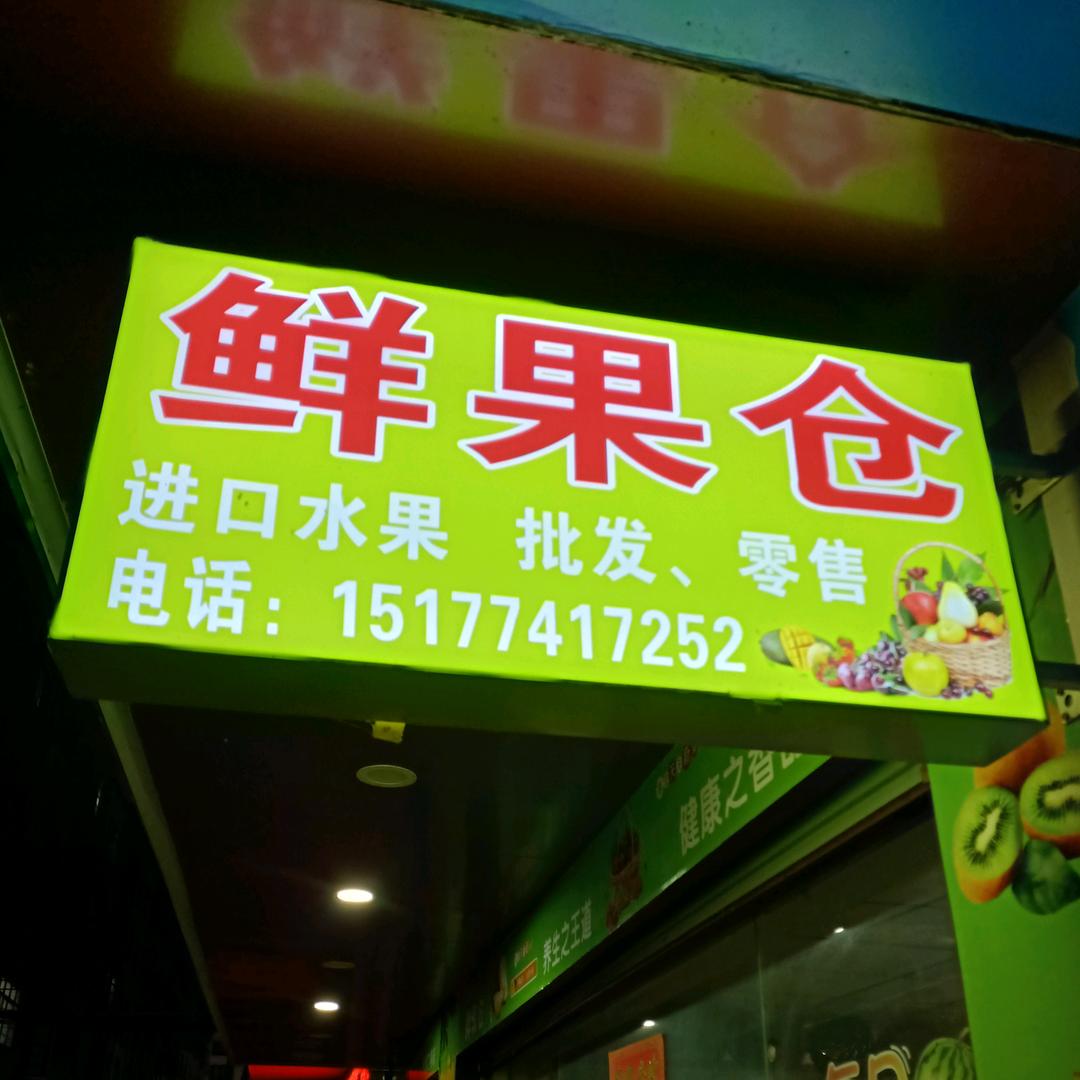 鲜果仓
进口水果 批发、零售
电话：15177417252
健康之智
养生之王道